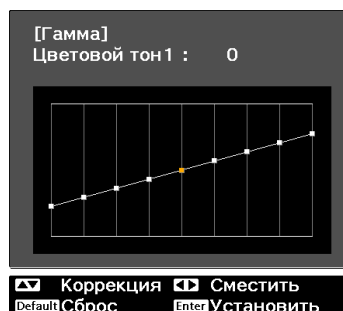 [Гамма]
Цветовой тон1 : 0
Коррекция Сместить
Default Сброс Enter Установить